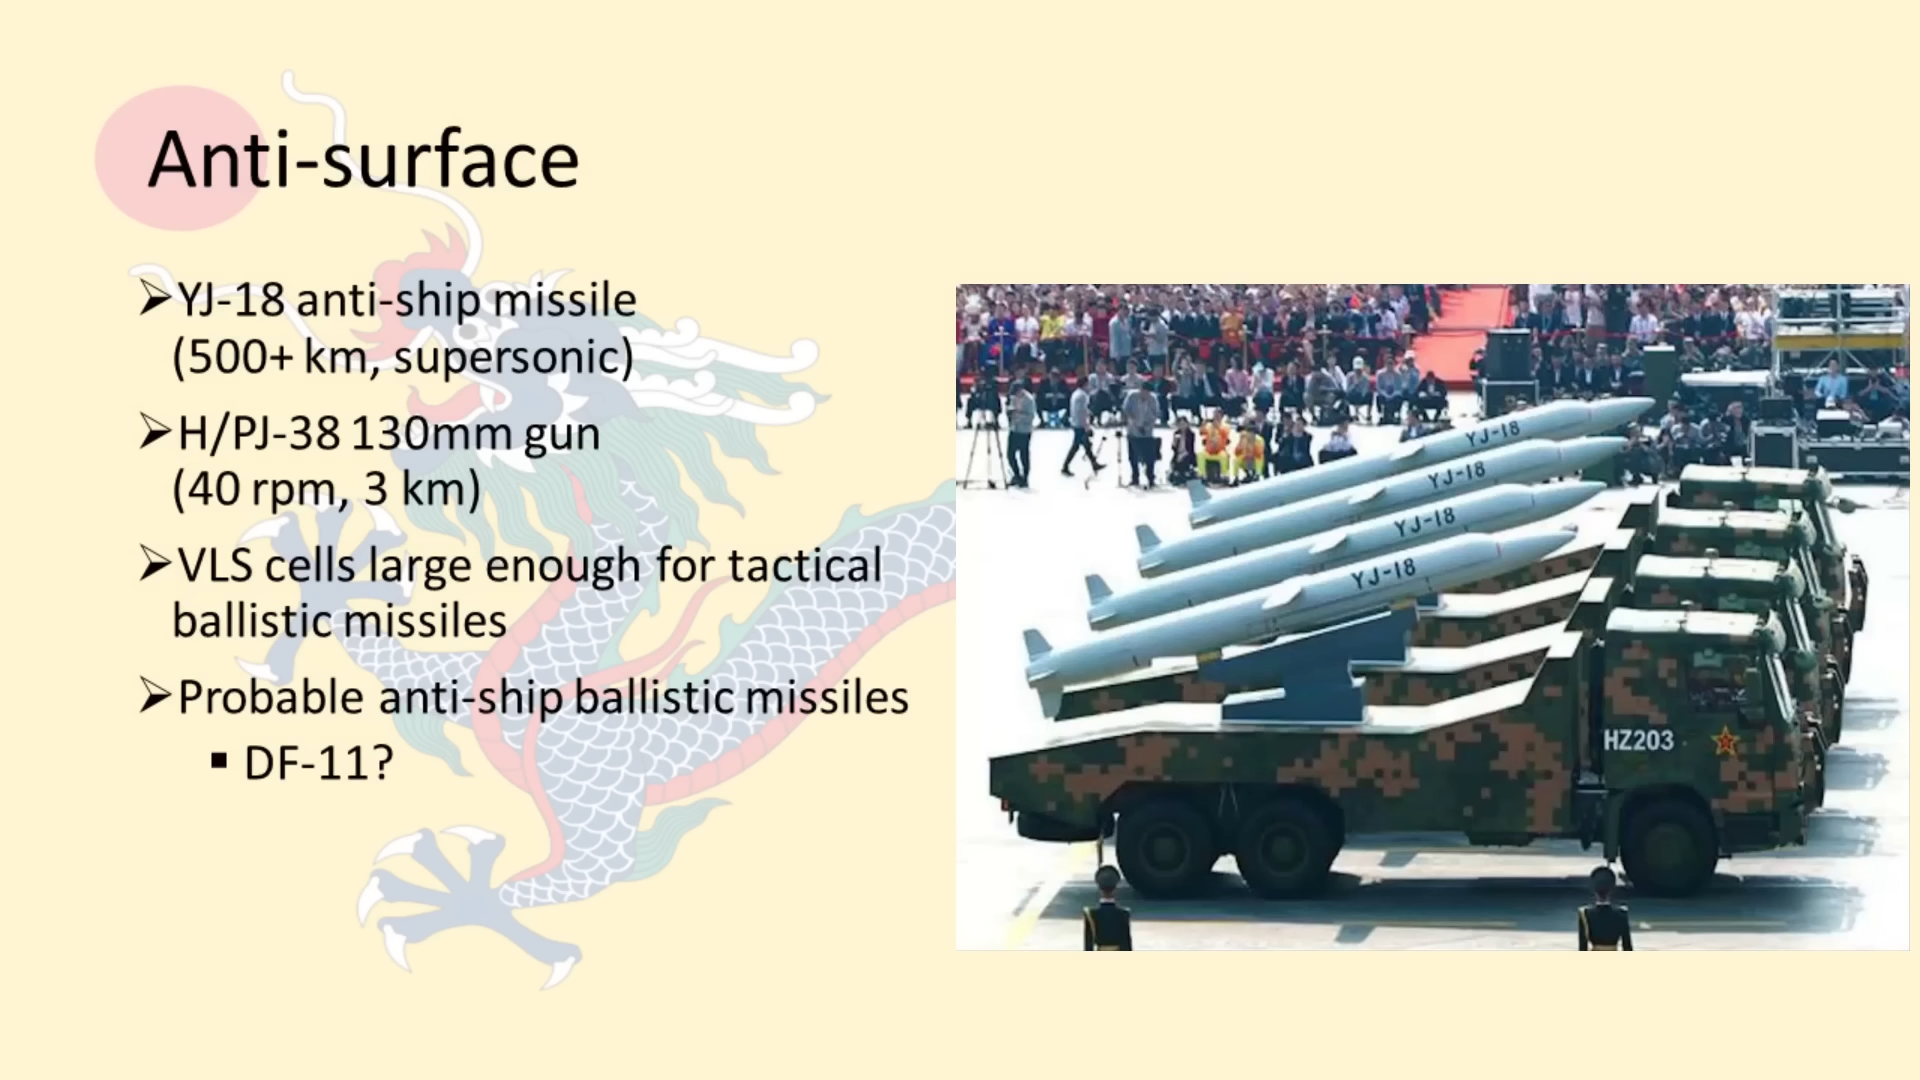 Anti-surface
➢YJ-18 anti-ship missile
(500+ km, supersonic)
➢H/PJ-38 130mm gun
(40 rpm, 3 km)
➢VLS cells large enough for tactical
ballistic missiles
➢Probable anti-ship ballistic missiles
▪ DF-11?
YJ-18
YJ-18
YJ-18
YJ-18
HZ203